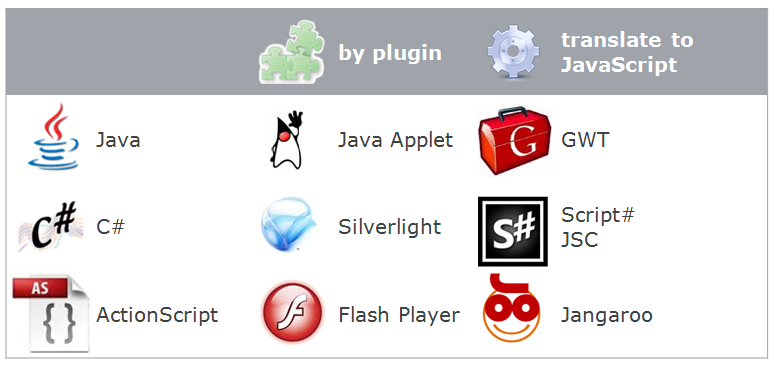 by plugin
translate to
JavaScript
Java
Java Applet
G
GWT
C#
C#
Silverlight
S#
Script#
JSC
AS
{}
ActionScript
f
Flash Player
Jangaroo